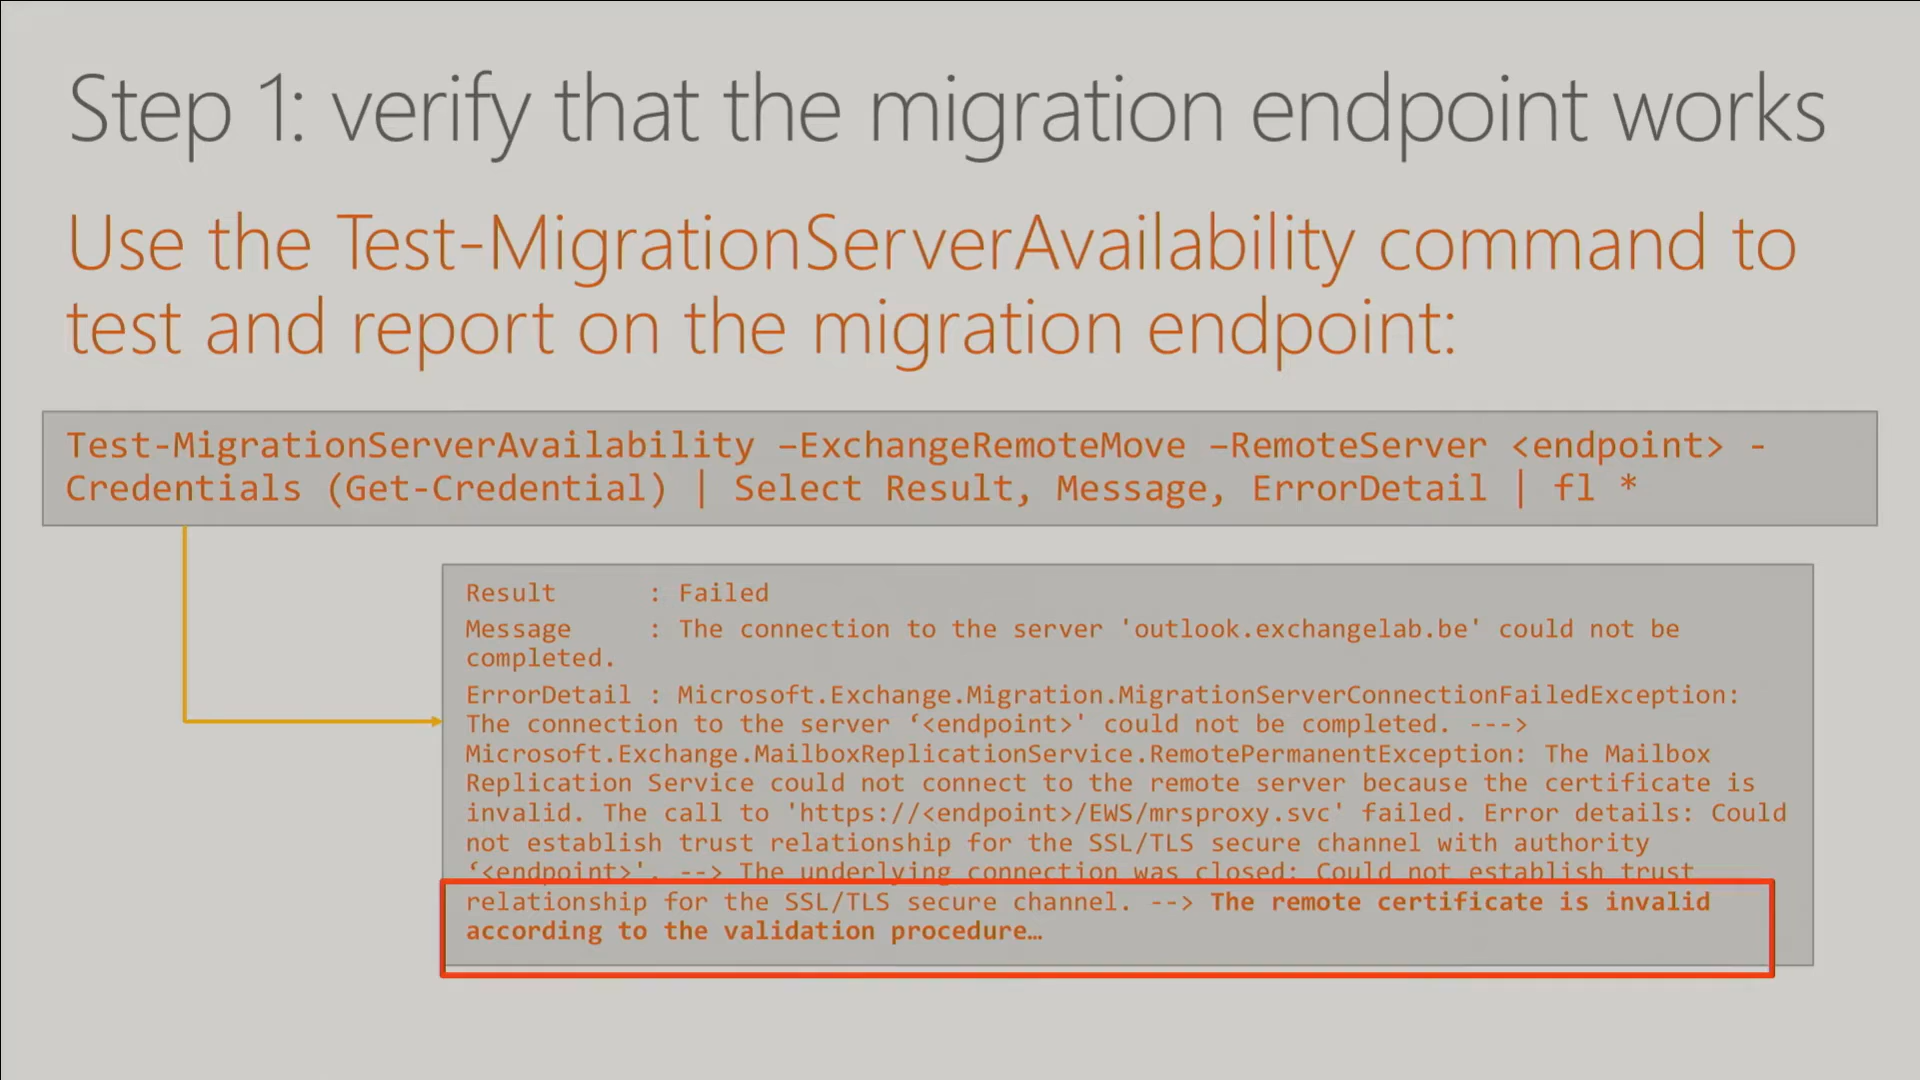 Step 1: verify that the migration endpoint works
Use the Test-MigrationServerAvailability command to
test and report on the migration endpoint:
Test-MigrationServerAvailability –ExchangeRemoteMove –RemoteServer <endpoint> -
Credentials (Get-Credential) | Select Result, Message, ErrorDetail | fl *
Result      : Failed
Message     : The connection to the server 'outlook.exchangelab.be' could not be
completed.
ErrorDetail : Microsoft.Exchange.Migration.MigrationServerConnectionFailedException:
The connection to the server ‘<endpoint>' could not be completed. --->
Microsoft.Exchange.MailboxReplicationService.RemotePermanentException: The Mailbox
Replication Service could not connect to the remote server because the certificate is
invalid. The call to 'https://<endpoint>/EWS/mrsproxy.svc' failed. Error details: Could
not establish trust relationship for the SSL/TLS secure channel with authority
‘<endpoint>'. --> The underlying connection was closed: Could not establish trust
relationship for the SSL/TLS secure channel. --> The remote certificate is invalid
according to the validation procedure…